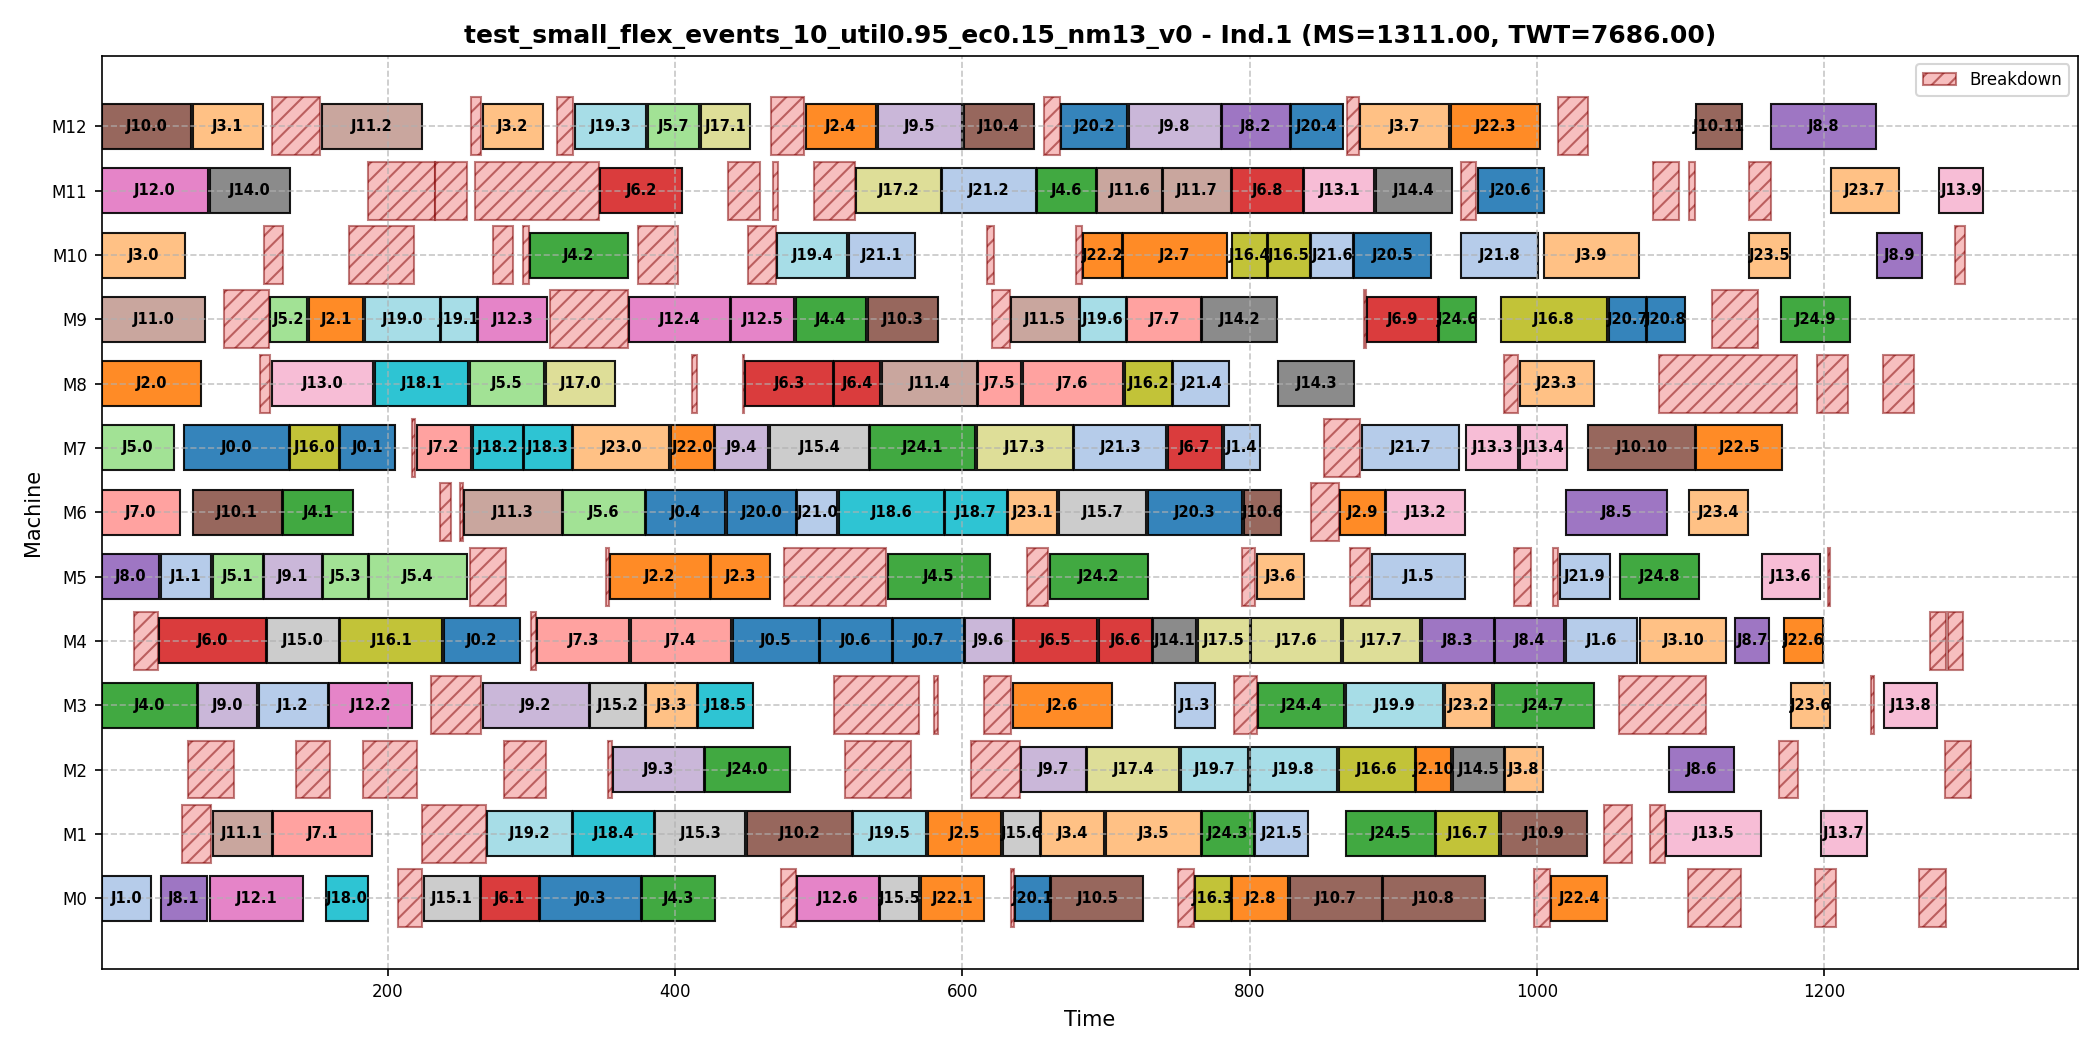 test_small_flex_events_10_util0.95_ec0.15_nm13_v0 - Ind.1 (MS=1311.00, TWT=7686.00)
Breakdown
M12 J10.0 J3.1 J11.2 J3.2 J19.3 J5.7 J17.1 J2.4 J9.5 J10.4 J20.2 J9.8 J8.2 J20.4 J3.7 J22.3 J10.11 J8.8
M11 J12.0 J14.0 J6.2 J17.2 J21.2 J4.6 J11.6 J11.7 J6.8 J13.1 J14.4 J20.6 J23.7 J13.9
M10 J3.0 J4.2 J19.4 J21.1 J22.2 J2.7 J16.4 J16.5 J21.6 J20.5 J21.8 J3.9 J23.5 J8.9
M9 J11.0 J5.2 J2.1 J19.0 J19.1 J12.3 J12.4 J12.5 J4.4 J10.3 J11.5 J19.6 J7.7 J14.2 J6.9 J24.6 J16.8 J20.7 J20.8 J24.9
M8 J2.0 J13.0 J18.1 J5.5 J17.0 J6.3 J6.4 J11.4 J7.5 J7.6 J16.2 J21.4 J14.3 J23.3
M7 J5.0 J0.0 J16.0 J0.1 J7.2 J18.2 J18.3 J23.0 J22.0 J9.4 J15.4 J24.1 J17.3 J21.3 J6.7 J1.4 J21.7 J13.3 J13.4 J10.10 J22.5
M6 J7.0 J10.1 J4.1 J11.3 J5.6 J0.4 J20.0 J21.0 J18.6 J18.7 J23.1 J15.7 J20.3 J10.6 J2.9 J13.2 J8.5 J23.4
M5 J8.0 J1.1 J5.1 J9.1 J5.3 J5.4 J2.2 J2.3 J4.5 J24.2 J3.6 J1.5 J21.9 J24.8 J13.6
M4 J6.0 J15.0 J16.1 J0.2 J7.3 J7.4 J0.5 J0.6 J0.7 J9.6 J6.5 J6.6 J14.1 J17.5 J17.6 J17.7 J8.3 J8.4 J1.6 J3.10 J8.7 J22.6
M3 J4.0 J9.0 J1.2 J12.2 J9.2 J15.2 J3.3 J18.5 J2.6 J1.3 J24.4 J19.9 J23.2 J24.7 J23.6 J13.8
M2 J9.3 J24.0 J9.7 J17.4 J19.7 J19.8 J16.6 J2.10 J14.5 J3.8 J8.6
M1 J11.1 J7.1 J19.2 J18.4 J15.3 J10.2 J19.5 J2.5 J15.6 J3.4 J3.5 J24.3 J21.5 J24.5 J16.7 J10.9 J13.5 J13.7
M0 J1.0 J8.1 J12.1 J18.0 J15.1 J6.1 J0.3 J4.3 J12.6 J15.5 J22.1 J20.1 J10.5 J16.3 J2.8 J10.7 J10.8 J22.4
200 400 600 800 1000 1200
Time
Machine